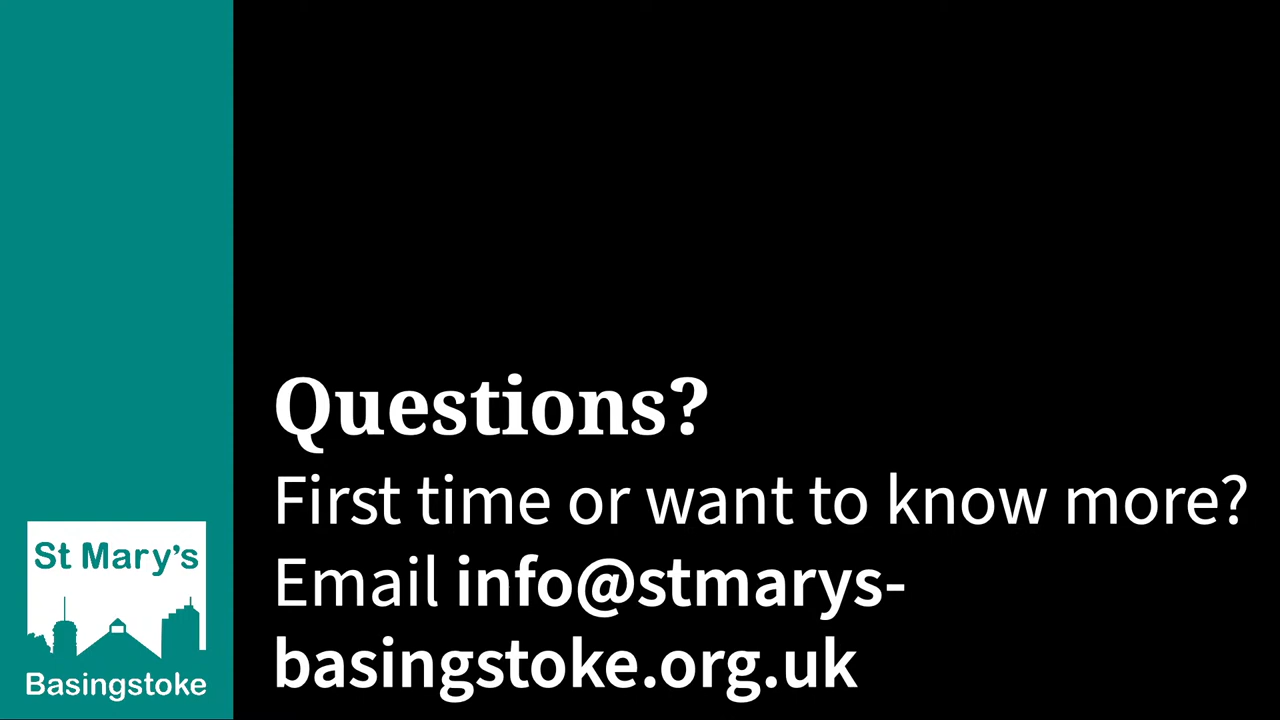 Questions?
First time or want to know more?
Email info@stmarys-
basingstoke.org.uk
St Mary's
Basingstoke